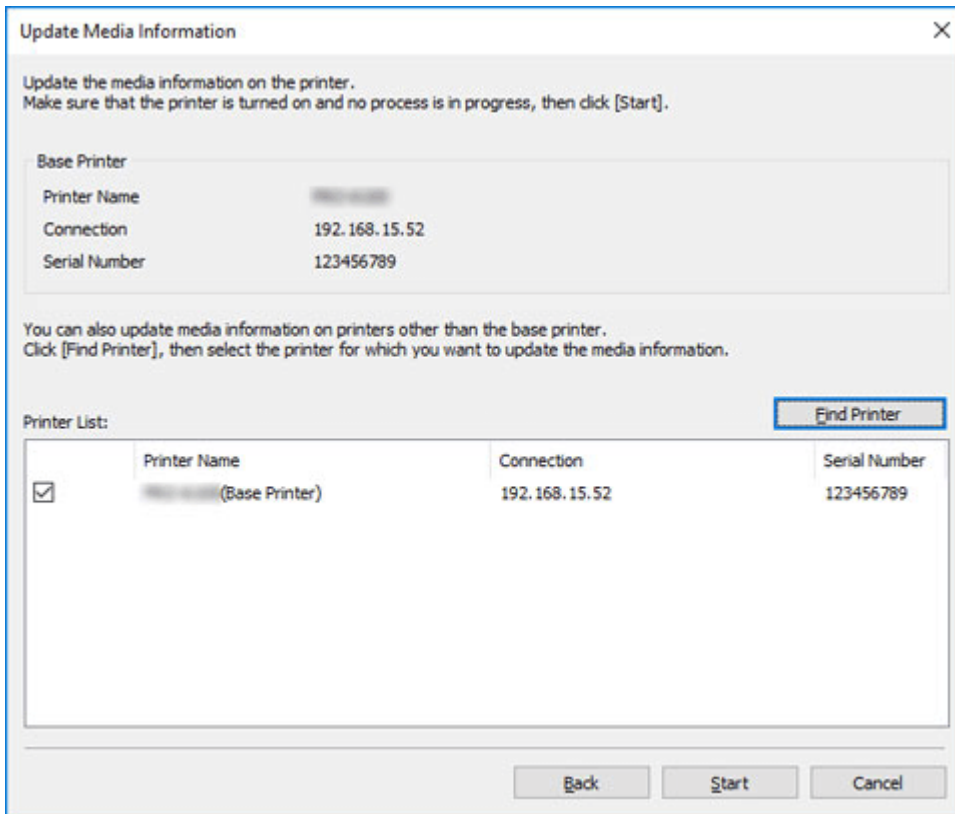 Update Media Information
Update the media information on the printer.
Make sure that the printer is turned on and no process is in progress, then click [Start].
Base Printer
Printer Name
Connection 192.168.15.52
Serial Number 123456789
You can also update media information on printers other than the base printer.
Click [Find Printer], then select the printer for which you want to update the media information.
Find Printer
Printer List:
Printer Name Connection Serial Number
(Base Printer) 192.168.15.52 123456789
Back Start Cancel